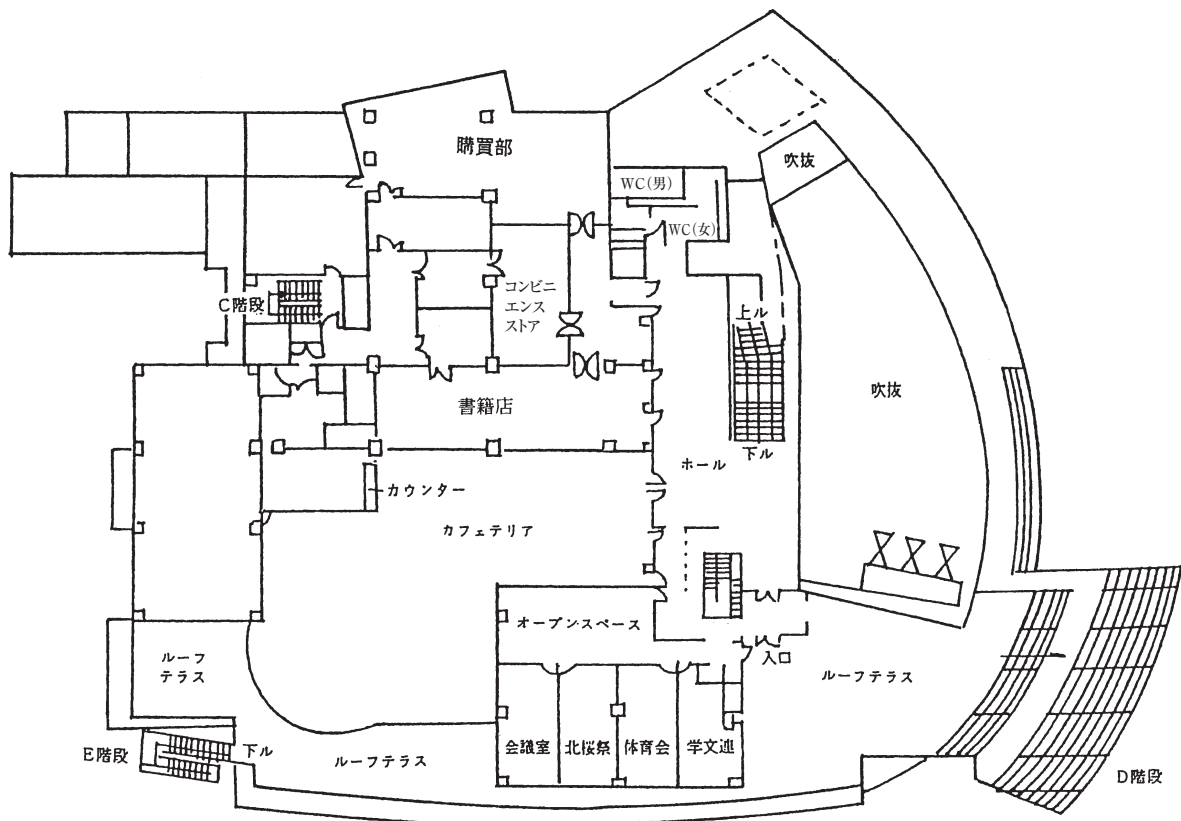 購買部
吹抜
WC(男)
WC(女)
コンビニ
エンス
ストア
C階段
上ル
書籍店
吹抜
下ル
ホール
カウンター
カフェテリア
オープンスペース
入口
ルーフ
テラス
ルーフテラス
会議室
北桜祭
体育会
学文連
E階段
下ル
ルーフテラス
D階段